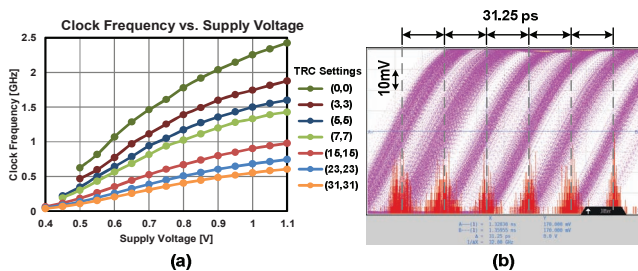 Clock Frequency vs. Supply Voltage
Clock Frequency [GHz]
2.5
2
1.5
1
0.5
0
0.4
0.5
0.6
0.7
0.8
0.9
1
1.1
Supply Voltage [V]
TRC Settings
(0,0)
(3,3)
(5,5)
(7,7)
(15,15)
(23,23)
(31,31)
(a)
31.25 ps
10mV
(b)